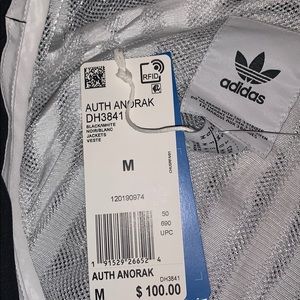 RFID
AUTH ANORAK
DH3841
BLACK/WHITE
NOIR/BLANC
JACKETS
VESTE
M
120190974
50
690
UPC
1 91529 26652 4
AUTH ANORAK DH3841
M $ 100.00
adidas